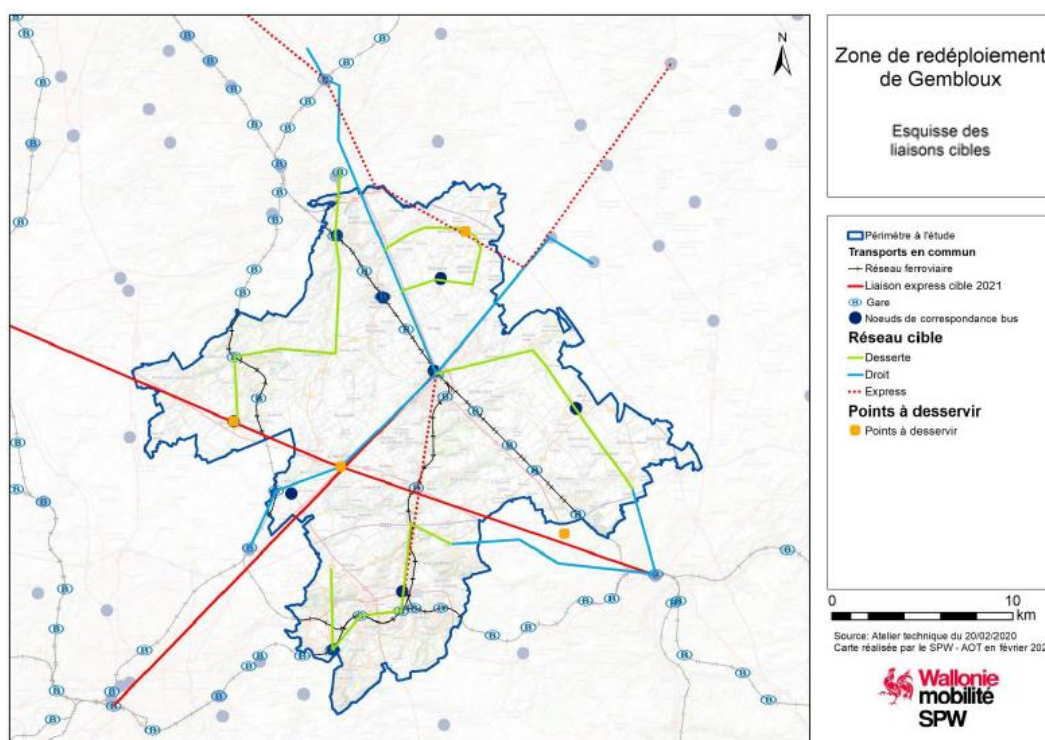 N
Zone de redéploiement
de Gembloux
Esquisse des
liaisons cibles
Périmètre à l'étude
Transports en commun
Réseau ferroviaire
Liaison express cible 2021
B Gare
Noeuds de correspondance bus
Réseau cible
Desserte
Droit
Express
Points à desservir
Points à desservir
0 10
km
Source: Atelier technique du 20/02/2020
Carte réalisée par le SPW - AOT en février 202
Wallonie
mobilité
SPW